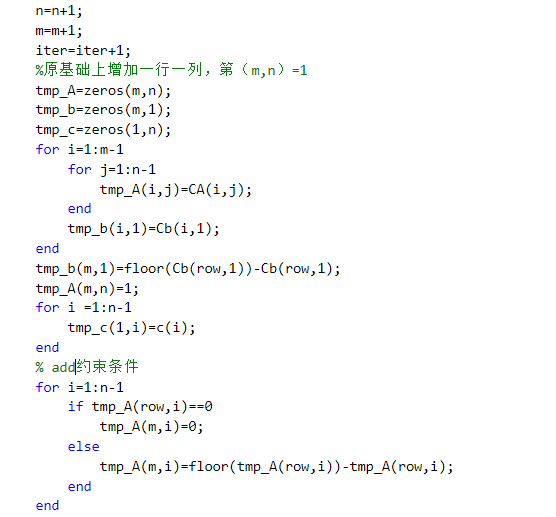 n=n+1;
m=m+1;
iter=iter+1;
%原基础上增加一行一列，第（m,n）=1
tmp_A=zeros(m,n);
tmp_b=zeros(m,1);
tmp_c=zeros(1,n);
for i=1:m-1
    for j=1:n-1
        tmp_A(i,j)=CA(i,j);
    end
    tmp_b(i,1)=Cb(i,1);
end
tmp_b(m,1)=floor(Cb(row,1))-Cb(row,1);
tmp_A(m,n)=1;
for i =1:n-1
    tmp_c(1,i)=c(i);
end
% add约束条件
for i=1:n-1
    if tmp_A(row,i)==0
        tmp_A(m,i)=0;
    else
        tmp_A(m,i)=floor(tmp_A(row,i))-tmp_A(row,i);
    end
end